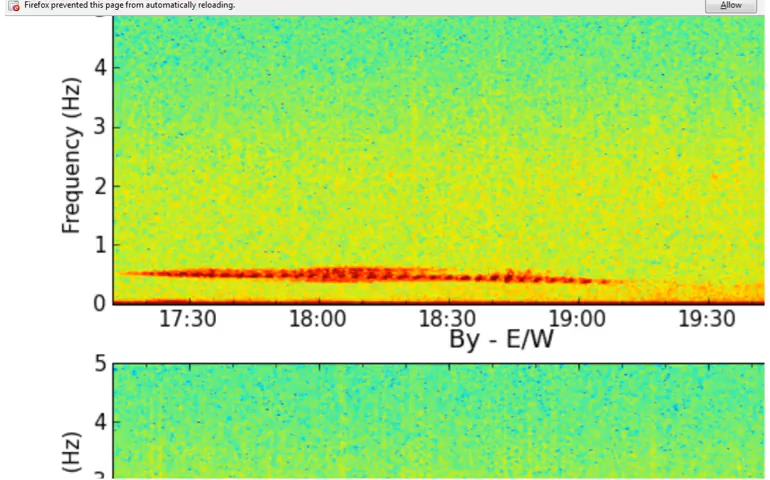 Firefox prevented this page from automatically reloading.
Allow
4
3
2
1
0
Frequency (Hz)
17:30 18:00 18:30 19:00 19:30
By - E/W
5
4
(Hz)